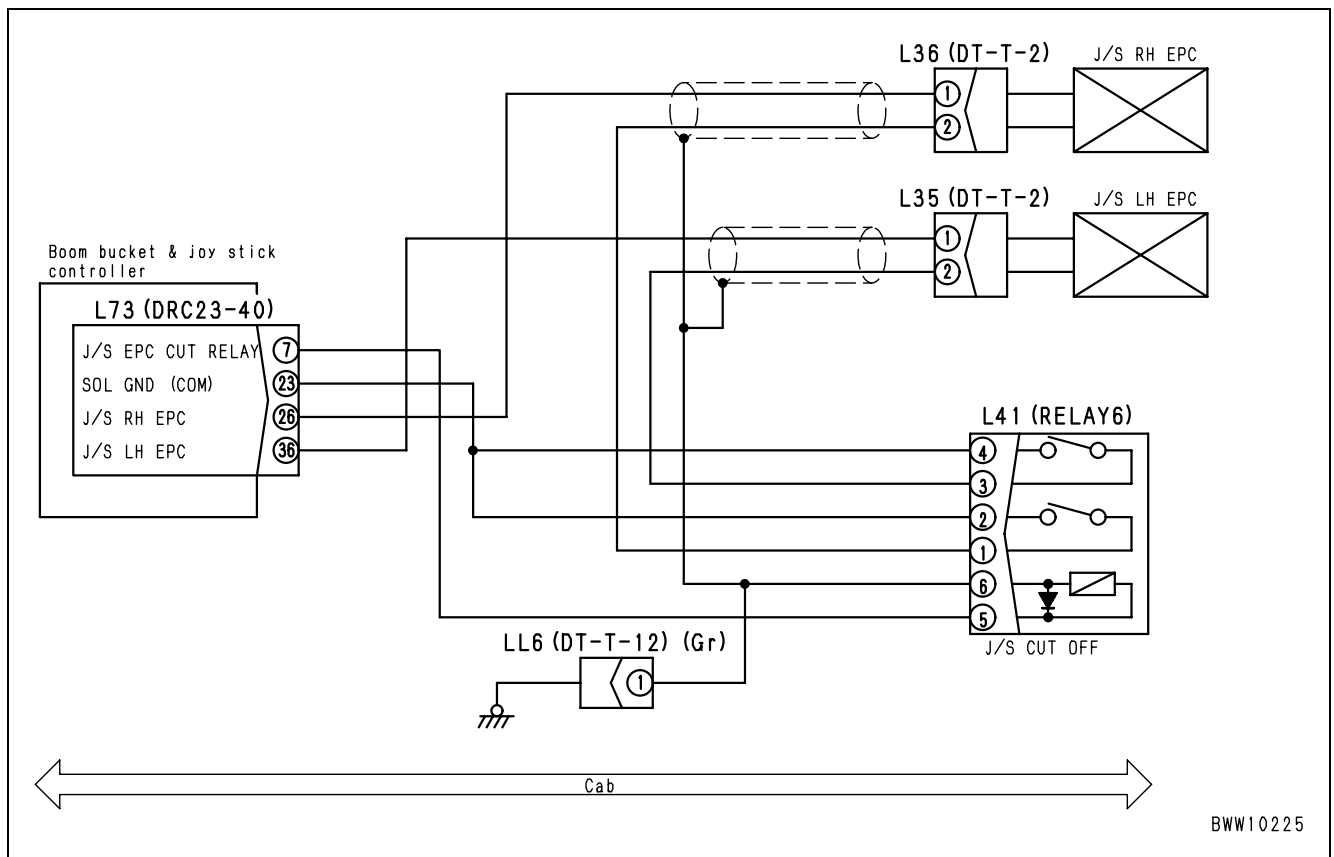 L36 (DT-T-2)
J/S RH EPC
1
2
L35 (DT-T-2)
J/S LH EPC
1
2
Boom bucket & joy stick
controller
L73 (DRC23-40)
J/S EPC CUT RELAY 7
SOL GND (COM) 23
J/S RH EPC 26
J/S LH EPC 36
L41 (RELAY6)
4
3
2
1
6
5
J/S CUT OFF
LL6 (DT-T-12) (Gr)
1
Cab
BWW10225